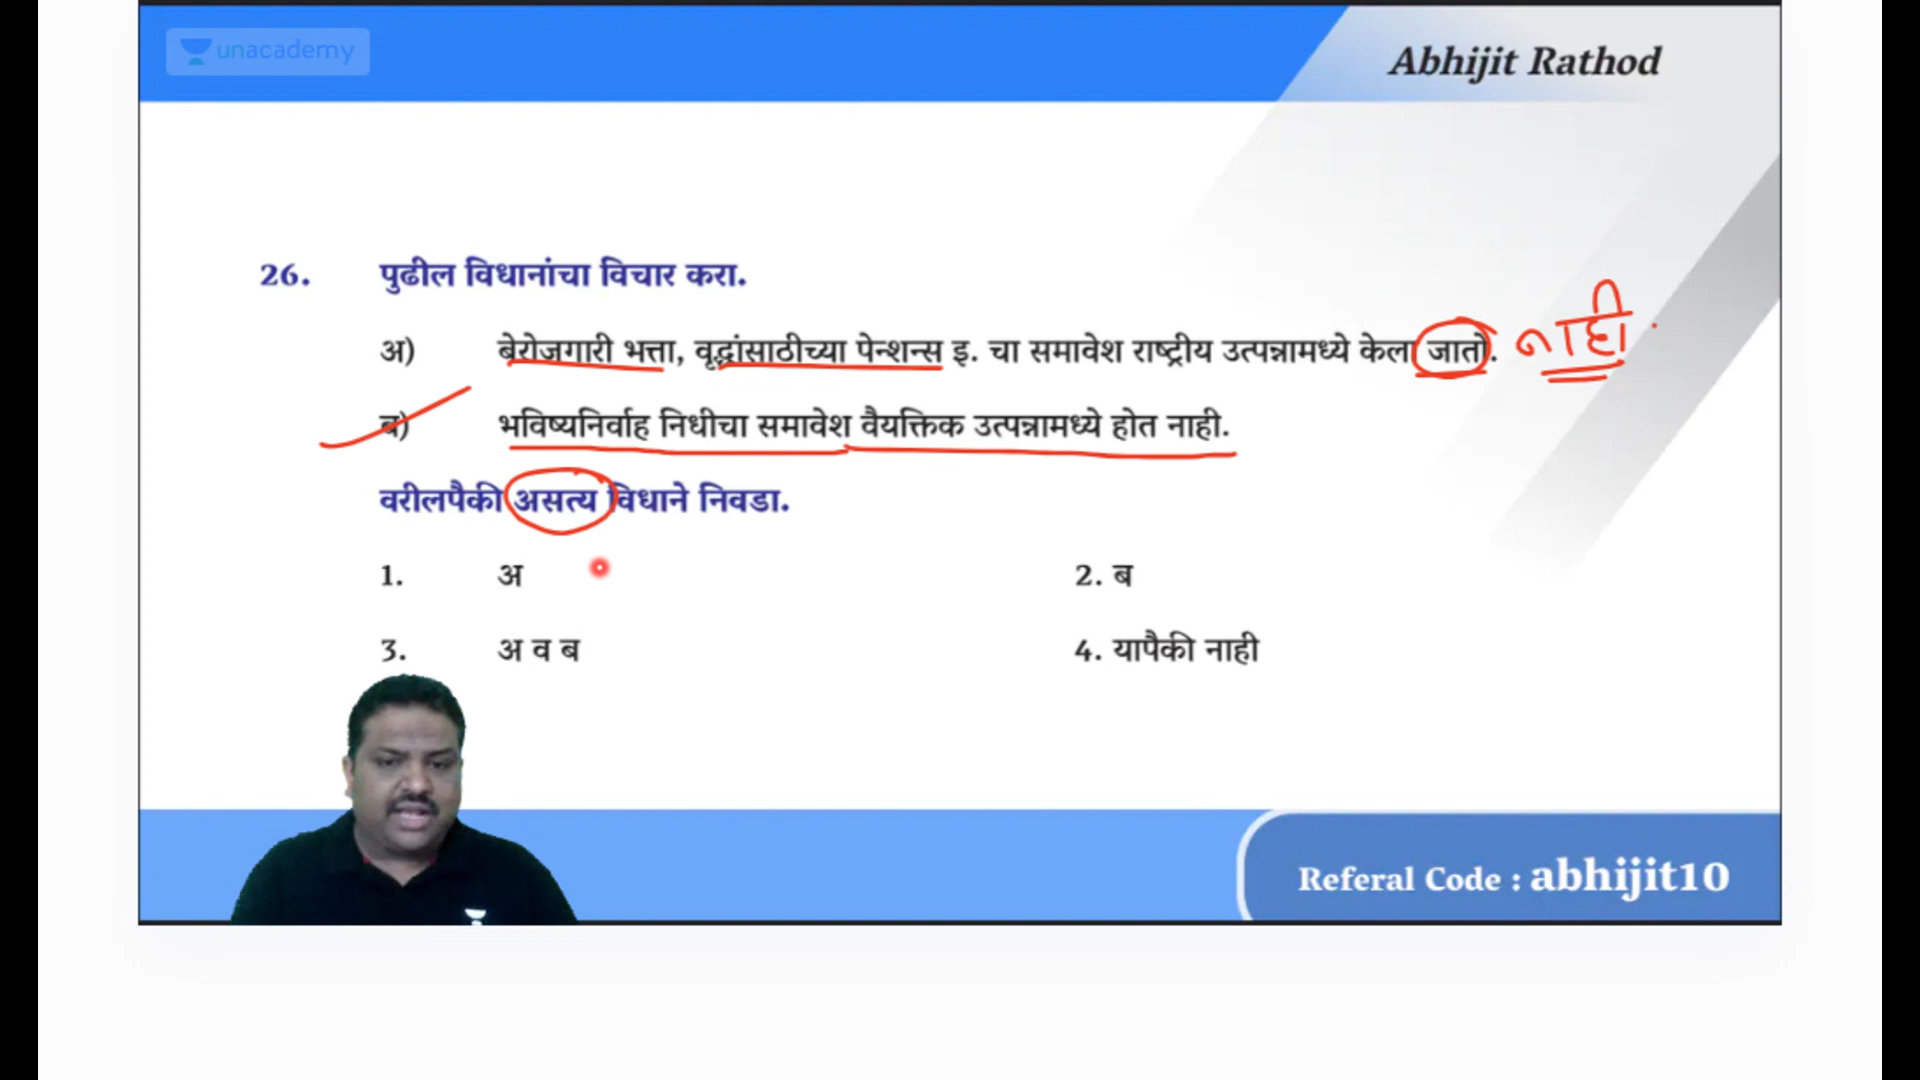 unacademy
Abhijit Rathod
26. पुढील विधानांचा विचार करा.
अ) बेरोजगारी भत्ता, वृद्धांसाठीच्या पेन्शन्स इ. चा समावेश राष्ट्रीय उत्पन्नामध्ये केला जातो. नाही
ब) भविष्यनिर्वाह निधीचा समावेश वैयक्तिक उत्पन्नामध्ये होत नाही.
वरीलपैकी असत्य विधाने निवडा.
1. अ 2. ब
3. अ व ब 4. यापैकी नाही
Referal Code : abhijit10